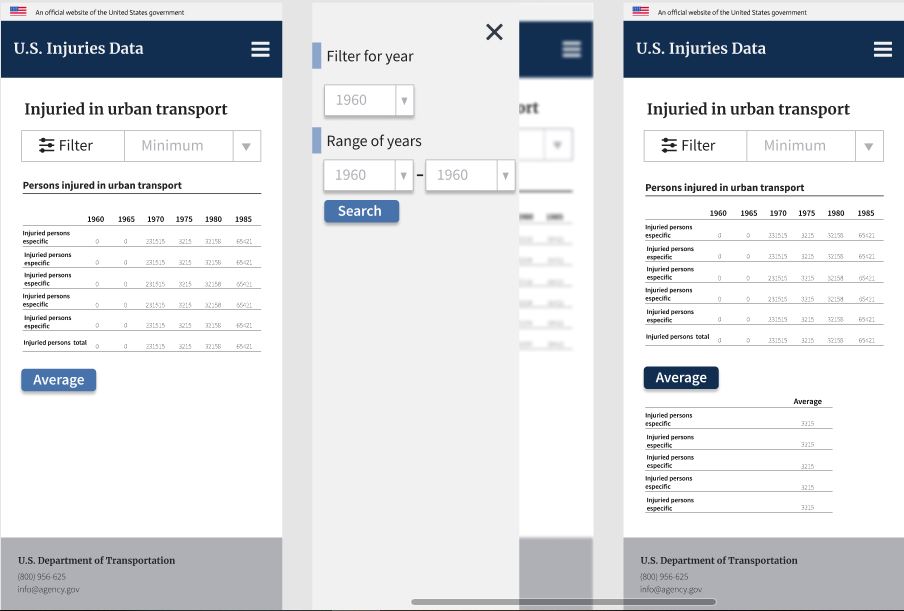 An official website of the United States government
U.S. Injuries Data
Injuried in urban transport
Filter
Minimum
Persons injured in urban transport
1960 1965 1970 1975 1980 1985
Injuried persons especific 0 0 231515 3215 32158 65421
Injuried persons especific 0 0 231515 3215 32158 65421
Injuried persons especific 0 0 231515 3215 32158 65421
Injuried persons especific 0 0 231515 3215 32158 65421
Injuried persons especific 0 0 231515 3215 32158 65421
Injuried persons total 0 0 231515 3215 32158 65421
Average
U.S. Department of Transportation
(800) 956-625
info@agency.gov
Filter for year
1960
Range of years
1960 - 1960
Search
ort
An official website of the United States government
U.S. Injuries Data
Injuried in urban transport
Filter
Minimum
Persons injured in urban transport
1960 1965 1970 1975 1980 1985
Injuried persons especific 0 0 231515 3215 32158 65421
Injuried persons especific 0 0 231515 3215 32158 65421
Injuried persons especific 0 0 231515 3215 32158 65421
Injuried persons especific 0 0 231515 3215 32158 65421
Injuried persons especific 0 0 231515 3215 32158 65421
Injuried persons total 0 0 231515 3215 32158 65421
Average
Average
Injuried persons especific 3215
Injuried persons especific 3215
Injuried persons especific 3215
Injuried persons especific 3215
Injuried persons especific 3215
U.S. Department of Transportation
(800) 956-625
info@agency.gov